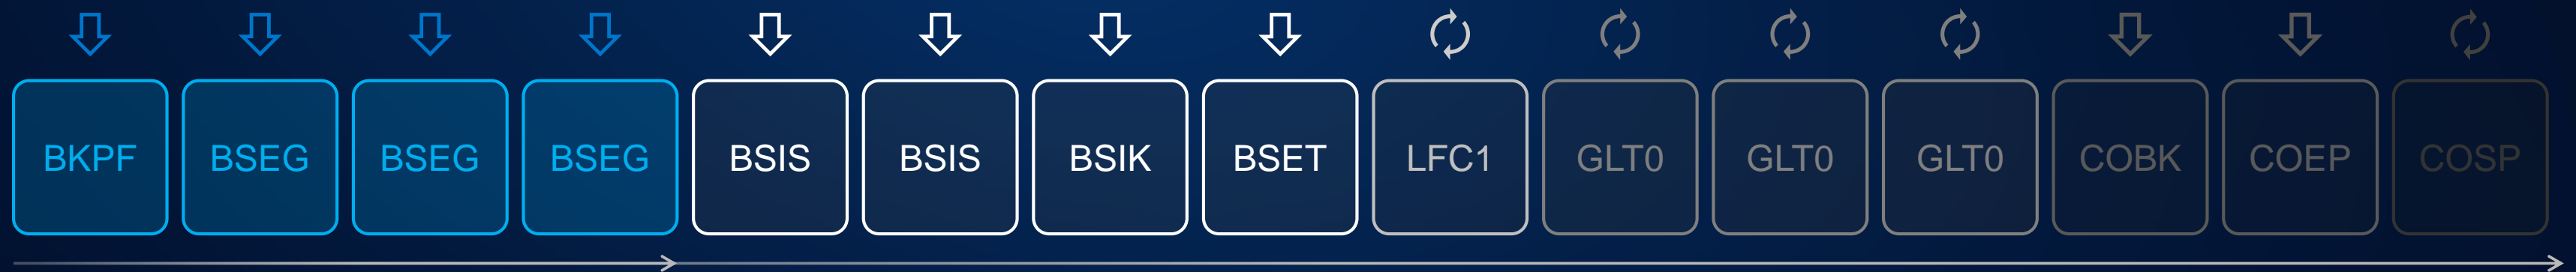 BKPF BSEG BSEG BSEG BSIS BSIS BSIK BSET LFC1 GLT0 GLT0 GLT0 COBK COEP COSP